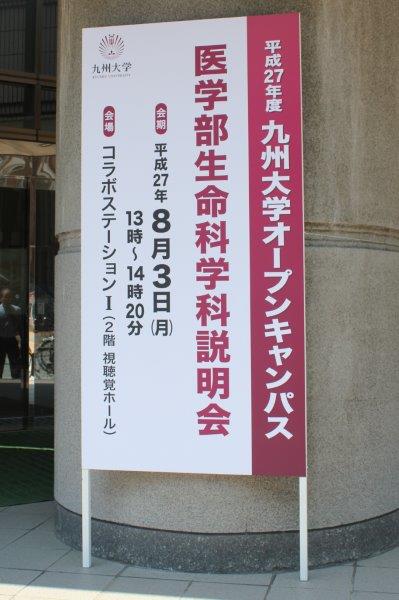 平成27年度 九州大学オープンキャンパス
医学部生命科学科説明会
会期 平成27年 8月3日(月)
13時～14時20分
会場 コラボステーションⅠ(2階 視聴覚ホール)
九州大学
KYUSHU UNIVERSITY